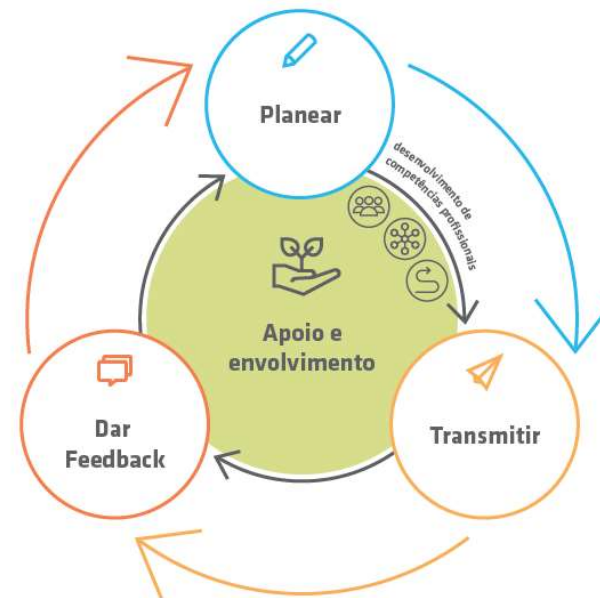 Planear
desenvolvimento de
competências profissionais
Apoio e
envolvimento
Dar
Feedback
Transmitir